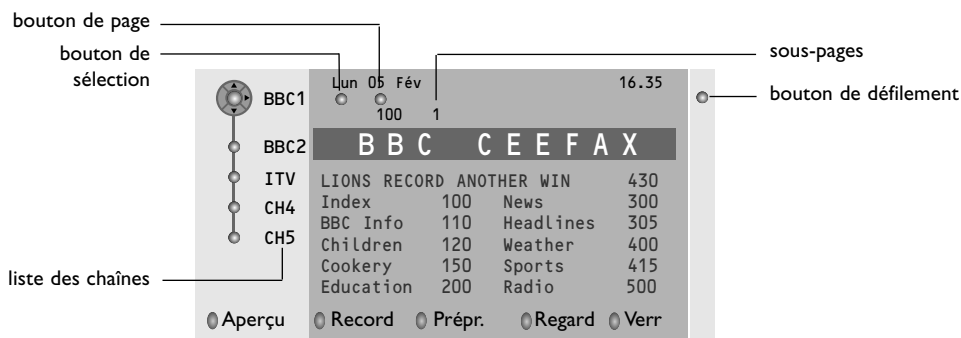 bouton de page
bouton de
sélection
sous-pages
bouton de défilement
liste des chaînes
BBC1
BBC2
ITV
CH4
CH5
Lun 05 Fév 16.35
100 1
BBC CEEFAX
LIONS RECORD ANOTHER WIN 430
Index 100 News 300
BBC Info 110 Headlines 305
Children 120 Weather 400
Cookery 150 Sports 415
Education 200 Radio 500
Aperçu Record Prépr. Regard Verr